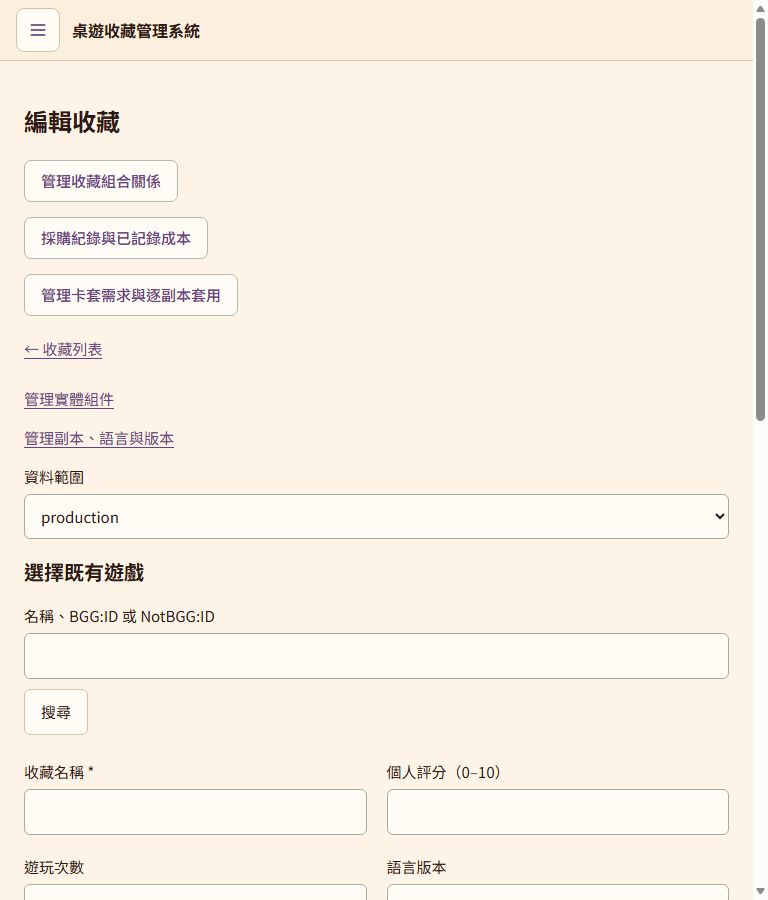 桌遊收藏管理系統
編輯收藏
管理收藏組合關係
採購紀錄與已記錄成本
管理卡套需求與逐副本套用
← 收藏列表
管理實體組件
管理副本、語言與版本
資料範圍
production
選擇既有遊戲
名稱、BGG:ID 或 NotBGG:ID
搜尋
收藏名稱 *
個人評分（0–10）
遊玩次數
語言版本